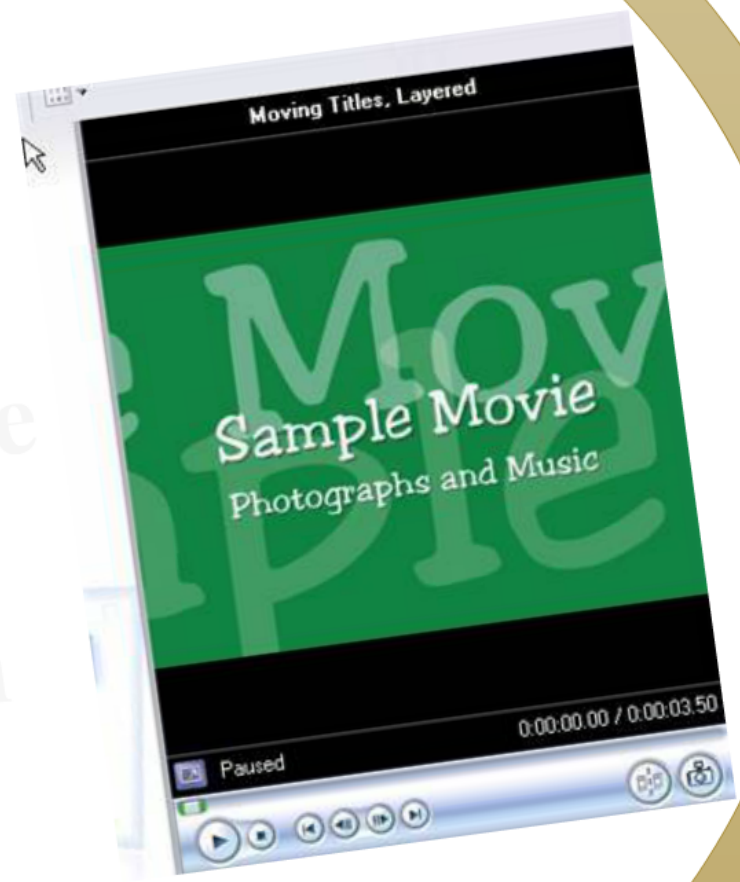 Moving Titles, Layered
Sample Movie
Photographs and Music
0:00:00.00 / 0:00:03.50
Paused